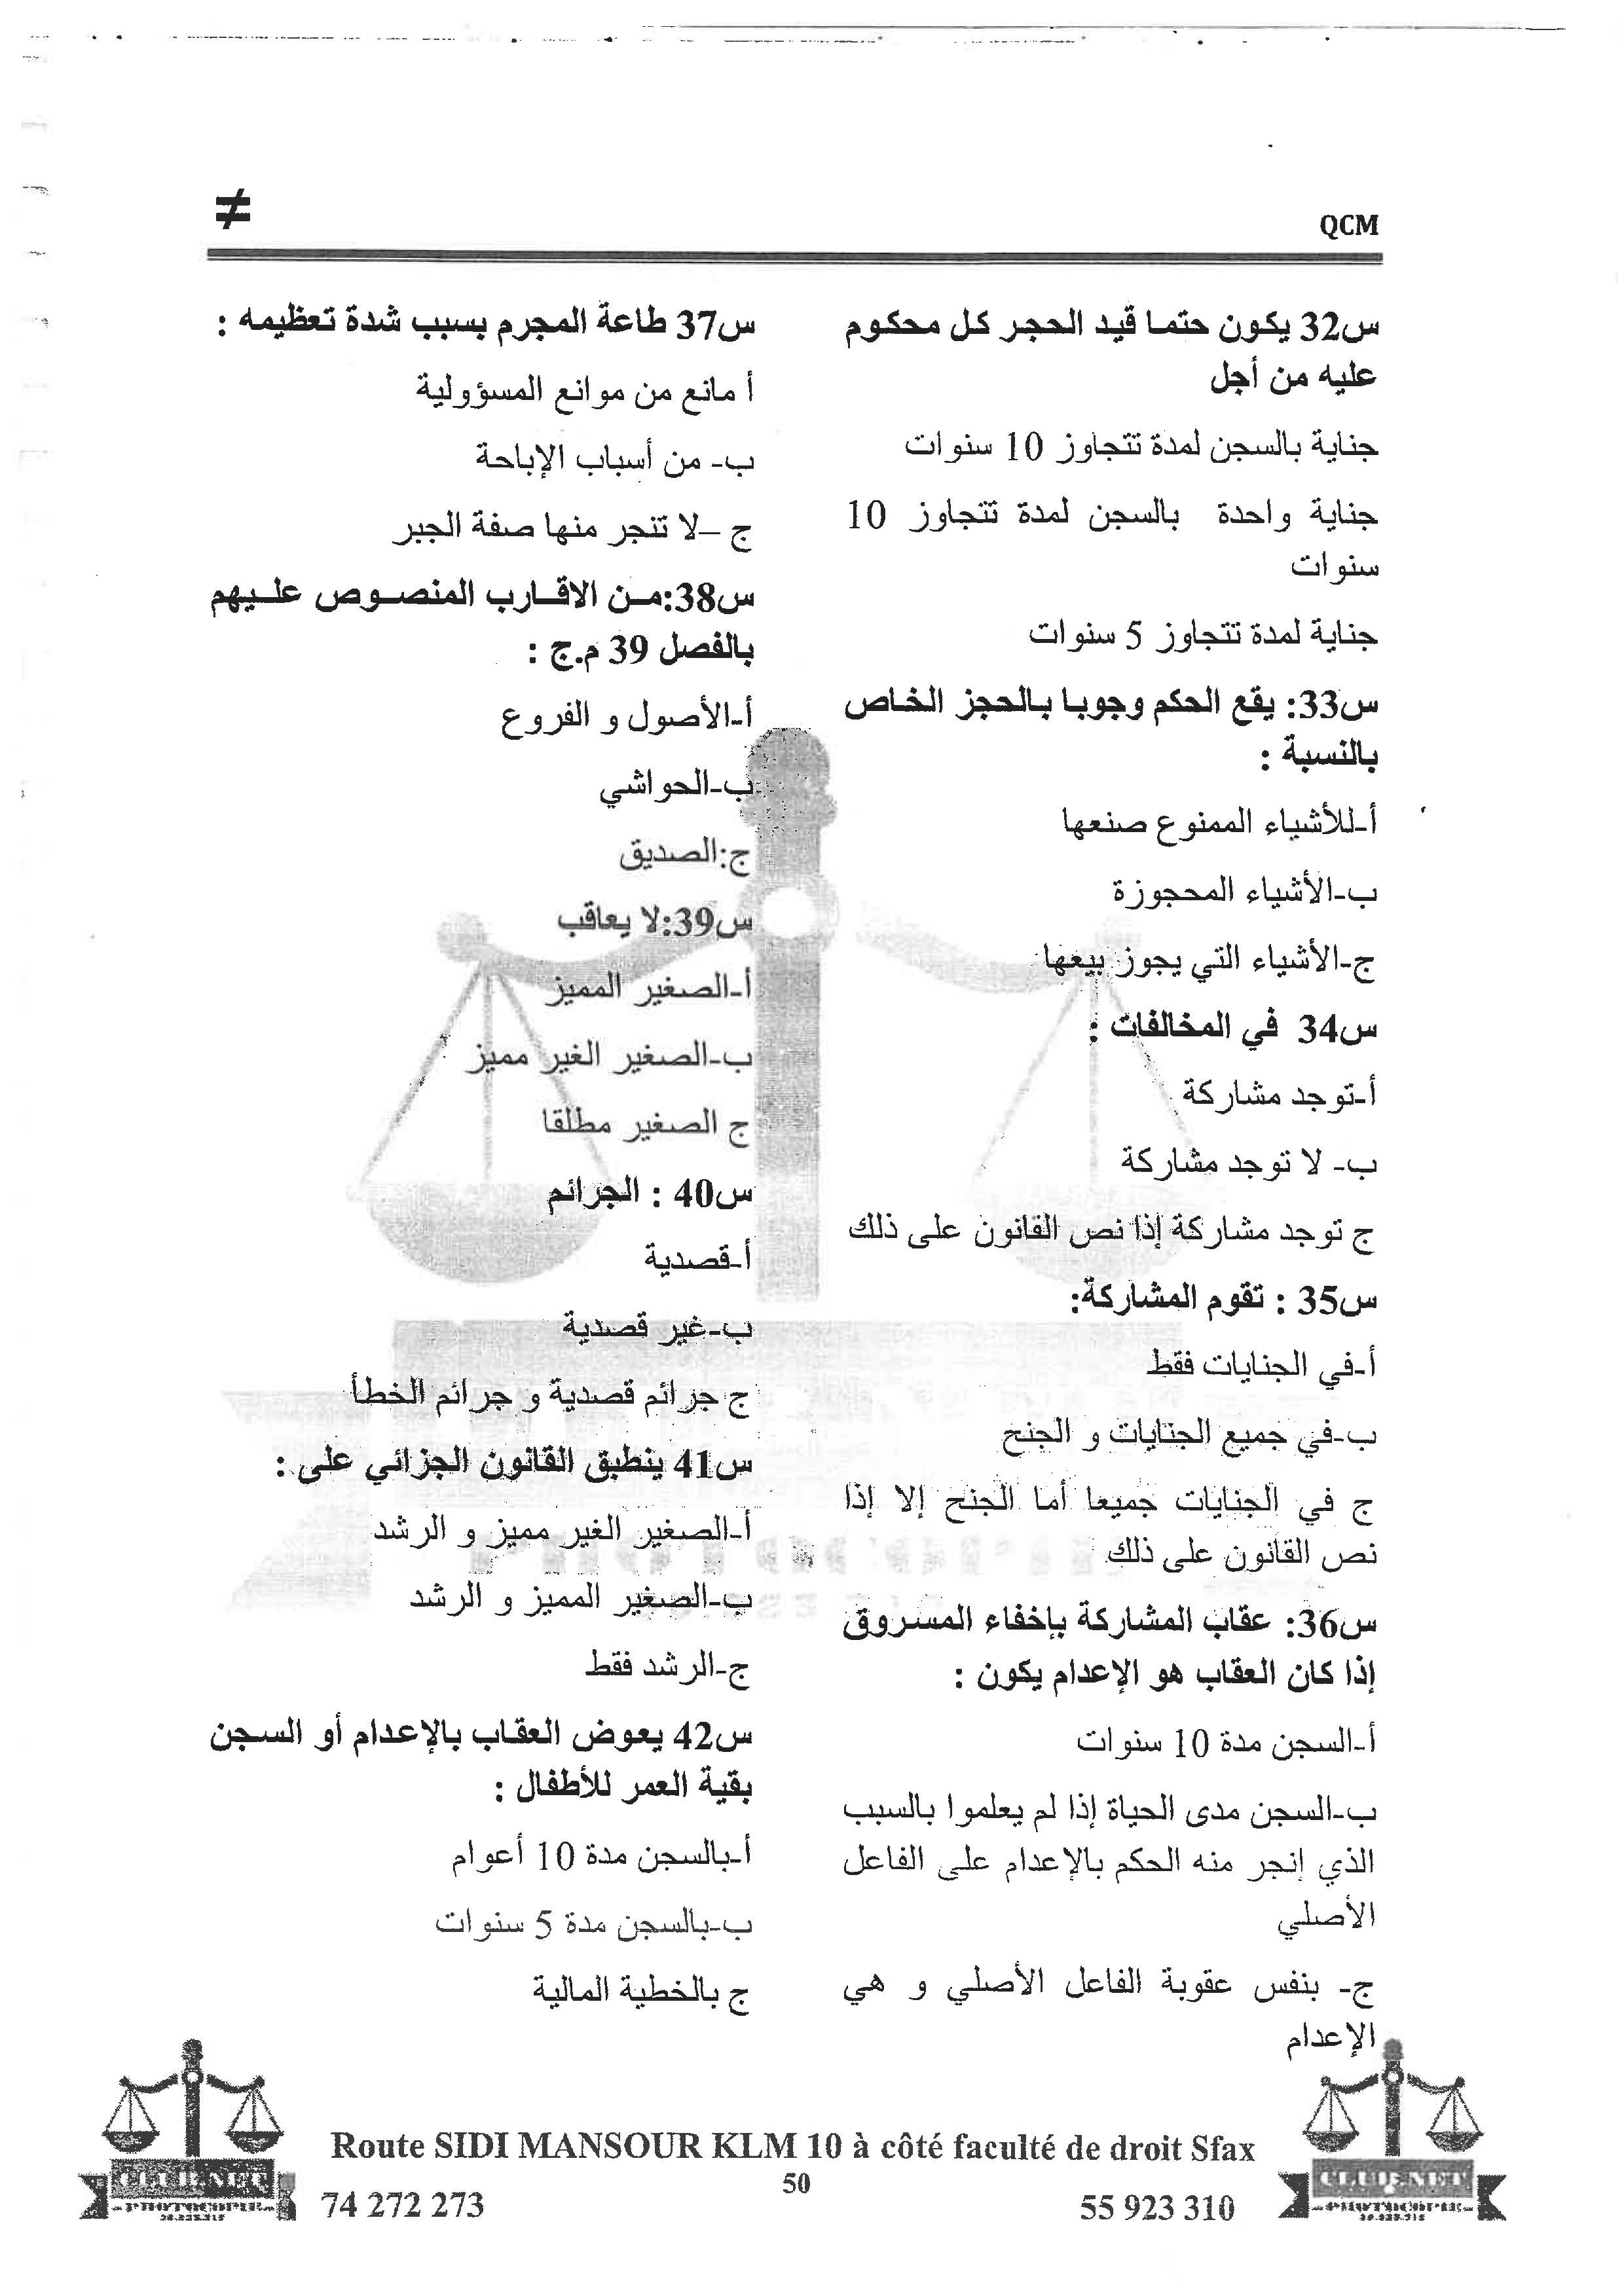 QCM
≠
س32 يكون حتما قيد الحجر كل محكوم
عليه من أجل
جناية بالسجن لمدة تتجاوز 10 سنوات
جناية واحدة بالسجن لمدة تتجاوز 10
سنوات
جناية لمدة تتجاوز 5 سنوات
س33: يقع الحكم وجوبا بالحجز الخاص
بالنسبة :
أ-للأشياء الممنوع صنعها
ب-الأشياء المحجوزة
ج-الأشياء التي يجوز بيعها
س34 في المخالفات :
أ-توجد مشاركة
ب- لا توجد مشاركة
ج توجد مشاركة إذا نص القانون على ذلك
س35 : تقوم المشاركة:
أ-في الجنايات فقط
ب-في جميع الجنايات و الجنح
ج في الجنايات جميعا أما الجنح إلا إذا
نص القانون على ذلك
س36: عقاب المشاركة بإخفاء المسروق
إذا كان العقاب هو الإعدام يكون :
أ-السجن مدة 10 سنوات
ب-السجن مدى الحياة إذا لم يعلموا بالسبب
الذي إنجر منه الحكم بالإعدام على الفاعل
الأصلي
ج- بنفس عقوبة الفاعل الأصلي و هي
الإعدام
س37 طاعة المجرم بسبب شدة تعظيمه :
أ مانع من موانع المسؤولية
ب- من أسباب الإباحة
ج –لا تنجر منها صفة الجبر
س38:من الاقارب المنصوص عليهم
بالفصل 39 م.ج :
أ-الأصول و الفروع
ب-الحواشي
ج:الصديق
س39:لا يعاقب
أ-الصغير المميز
ب-الصغير الغير مميز
ج الصغير مطلقا
س40 : الجرائم
أ-قصدية
ب-غير قصدية
ج جرائم قصدية و جرائم الخطأ
س41 ينطبق القانون الجزائي على :
أ-الصغير الغير مميز و الرشد
ب-الصغير المميز و الرشد
ج-الرشد فقط
س42 يعوض العقاب بالإعدام أو السجن
بقية العمر للأطفال :
أ-بالسجن مدة 10 أعوام
ب-بالسجن مدة 5 سنوات
ج بالخطية المالية
Route SIDI MANSOUR KLM 10 à côté faculté de droit Sfax
50
74 272 273
55 923 310
CLUB NET
PHOTOCOPIE
CLUB NET
PHOTOCOPIE